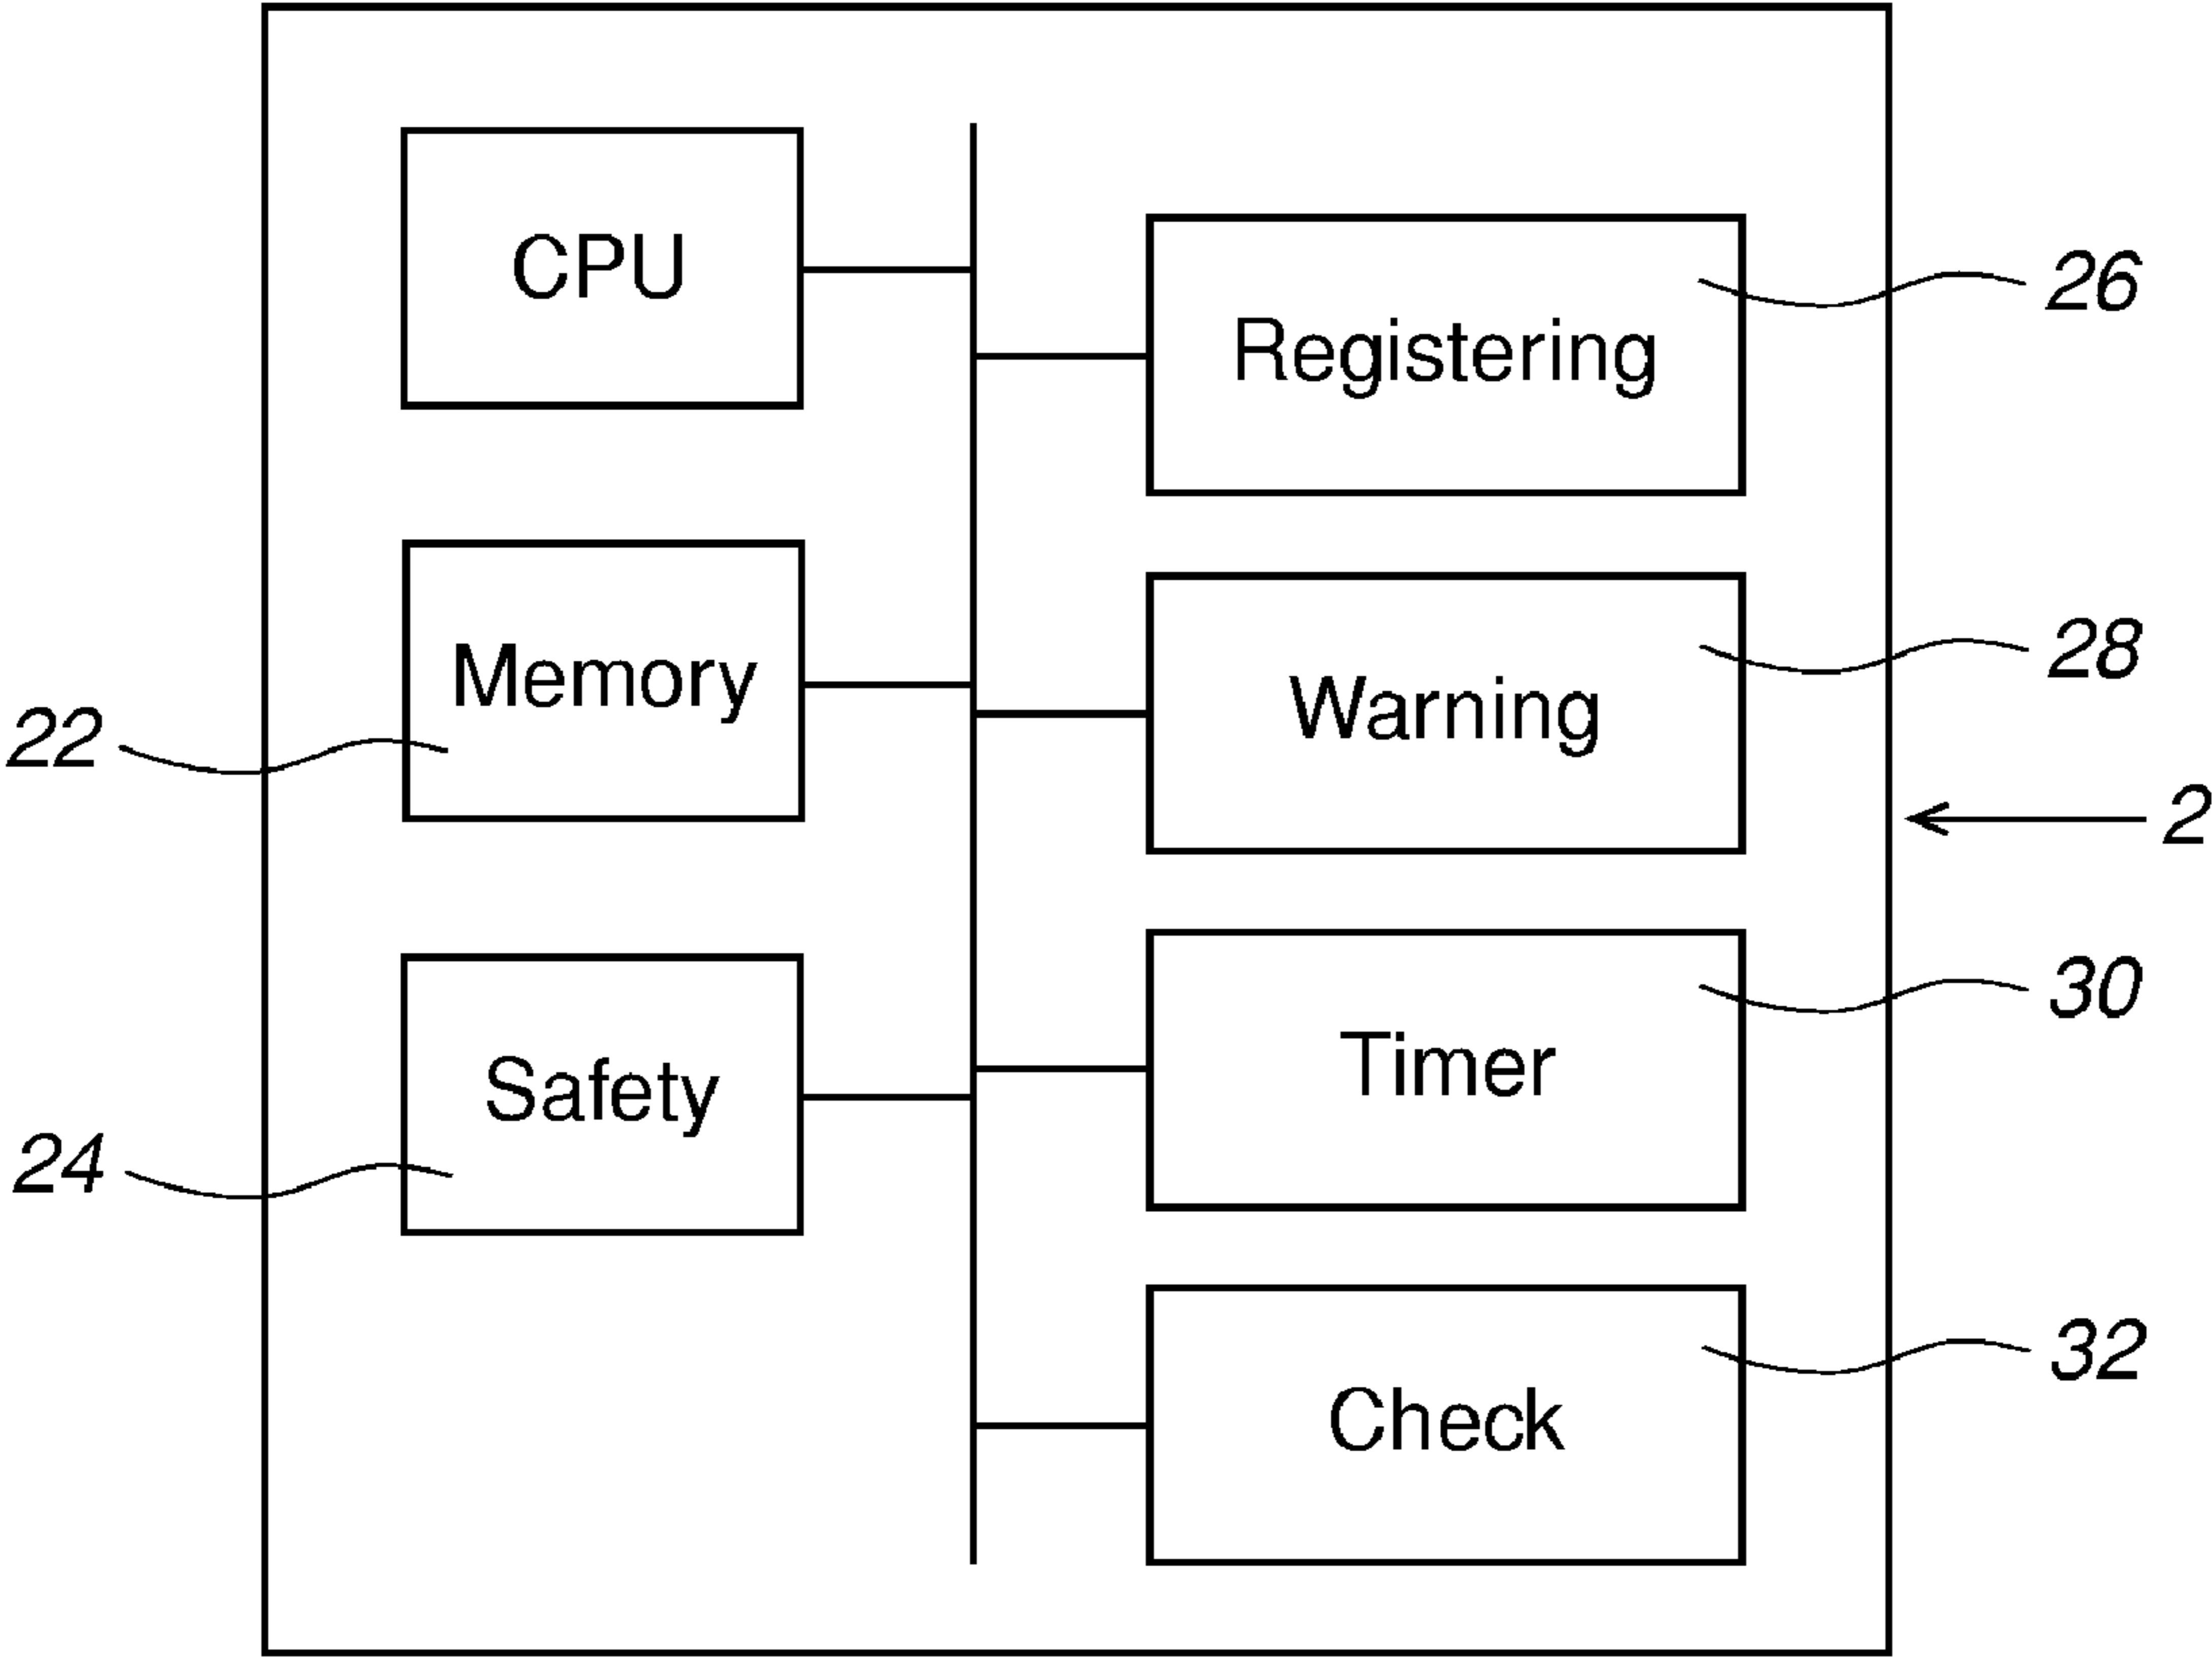 CPU
Registering
26
Memory
22
Warning
28
2
Safety
24
Timer
30
Check
32